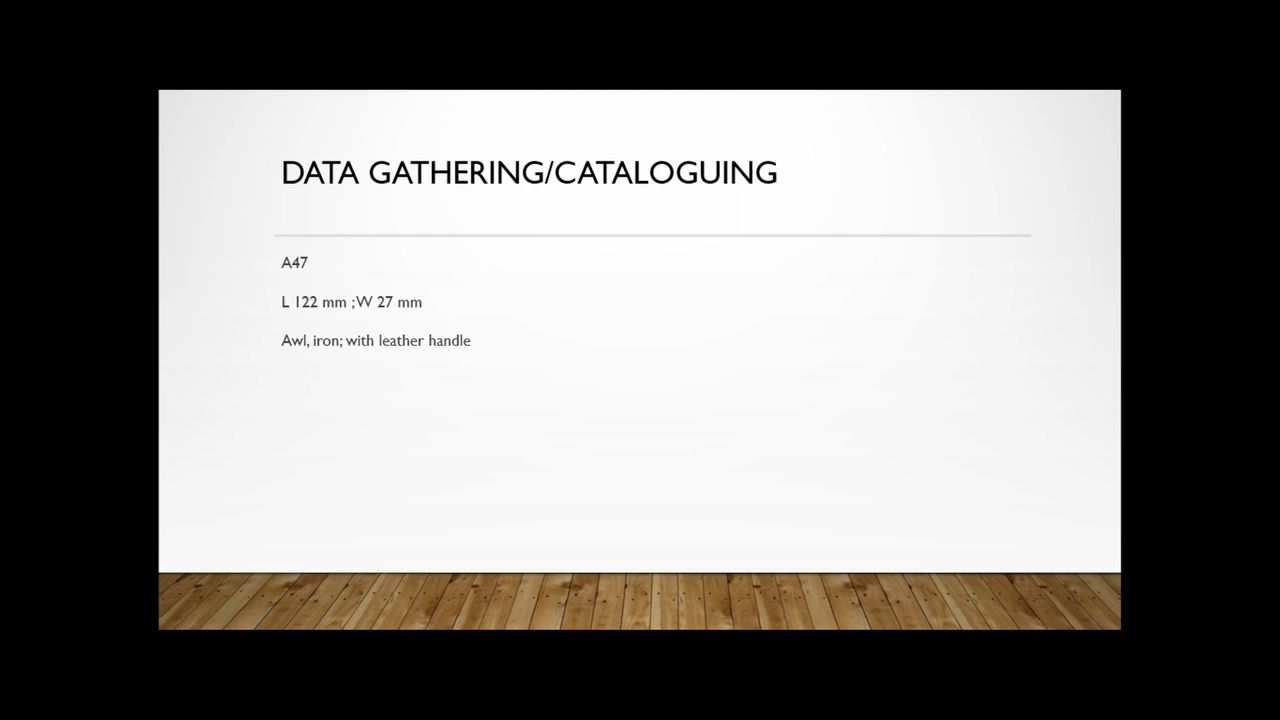 DATA GATHERING/CATALOGUING
A47
L 122 mm ; W 27 mm
Awl, iron; with leather handle